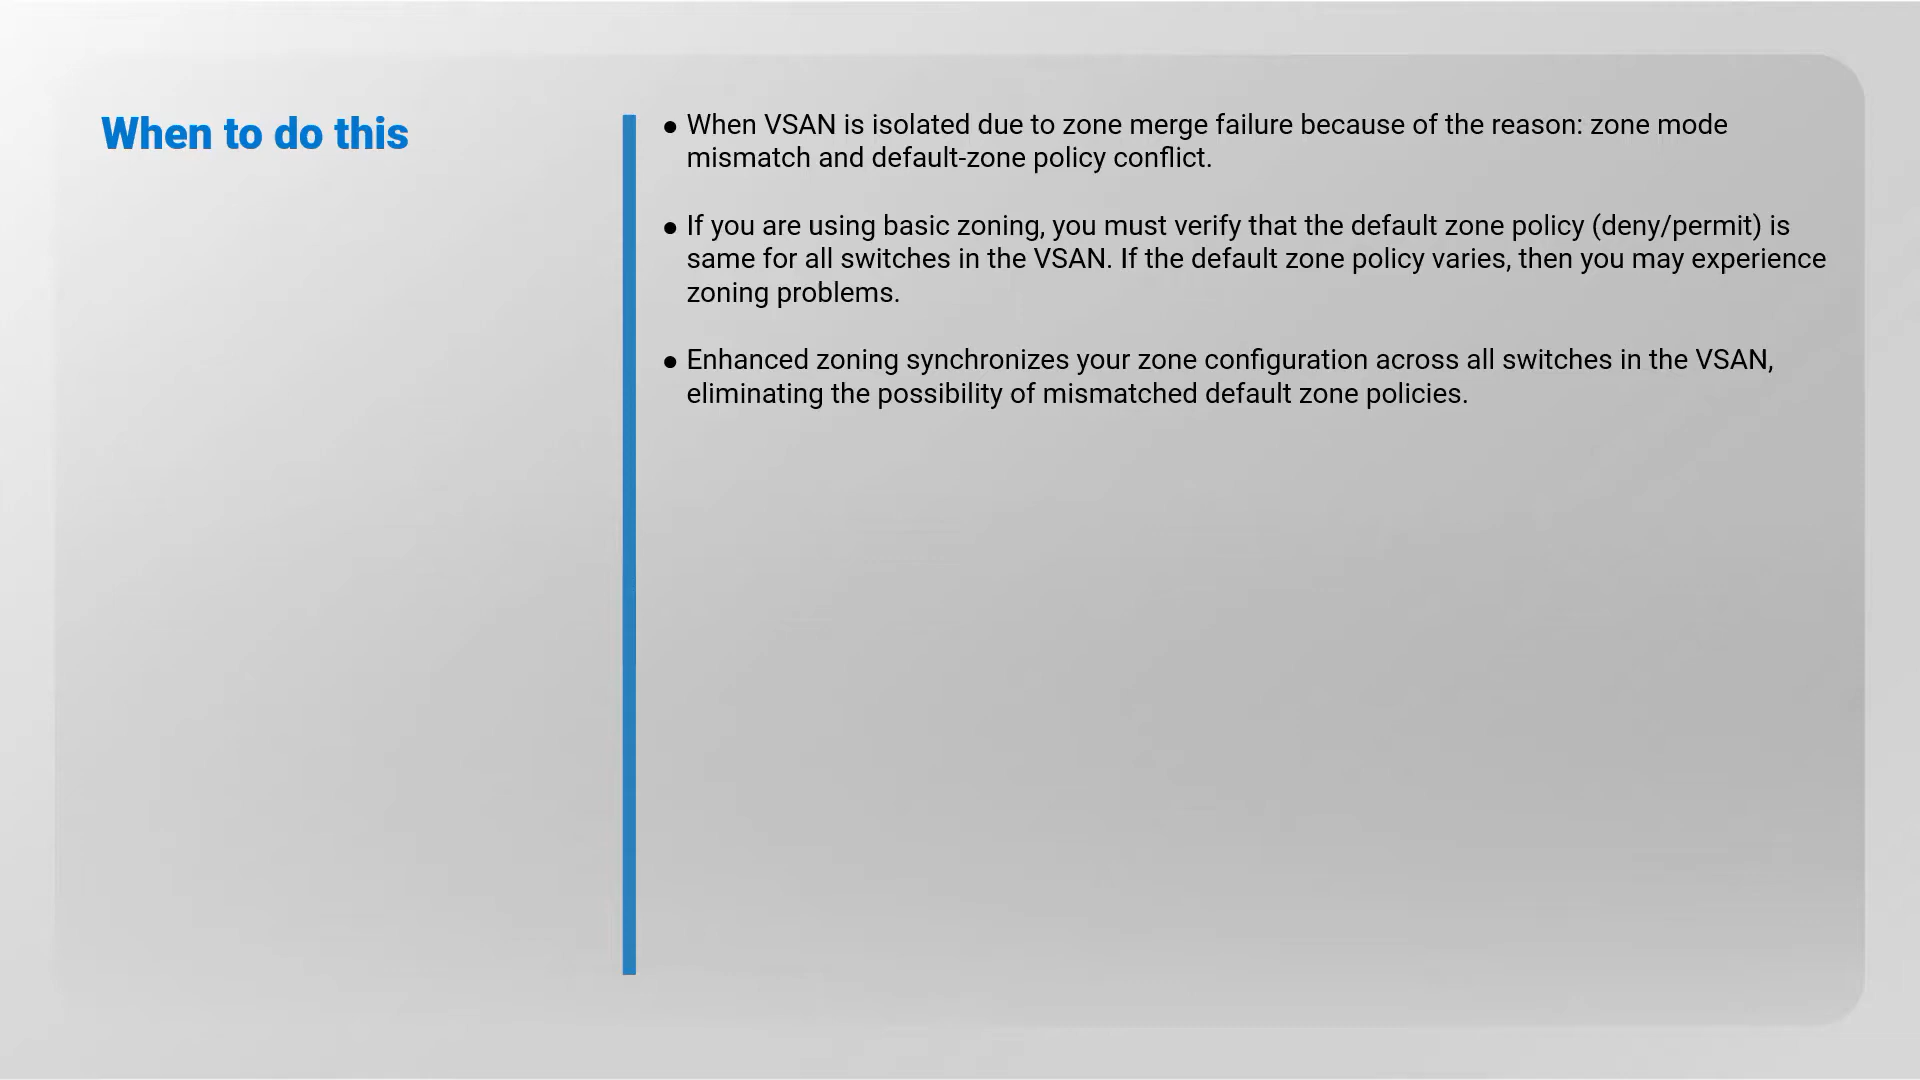 When to do this
● When VSAN is isolated due to zone merge failure because of the reason: zone mode
mismatch and default-zone policy conflict.
● If you are using basic zoning, you must verify that the default zone policy (deny/permit) is
same for all switches in the VSAN. If the default zone policy varies, then you may experience
zoning problems.
● Enhanced zoning synchronizes your zone configuration across all switches in the VSAN,
eliminating the possibility of mismatched default zone policies.